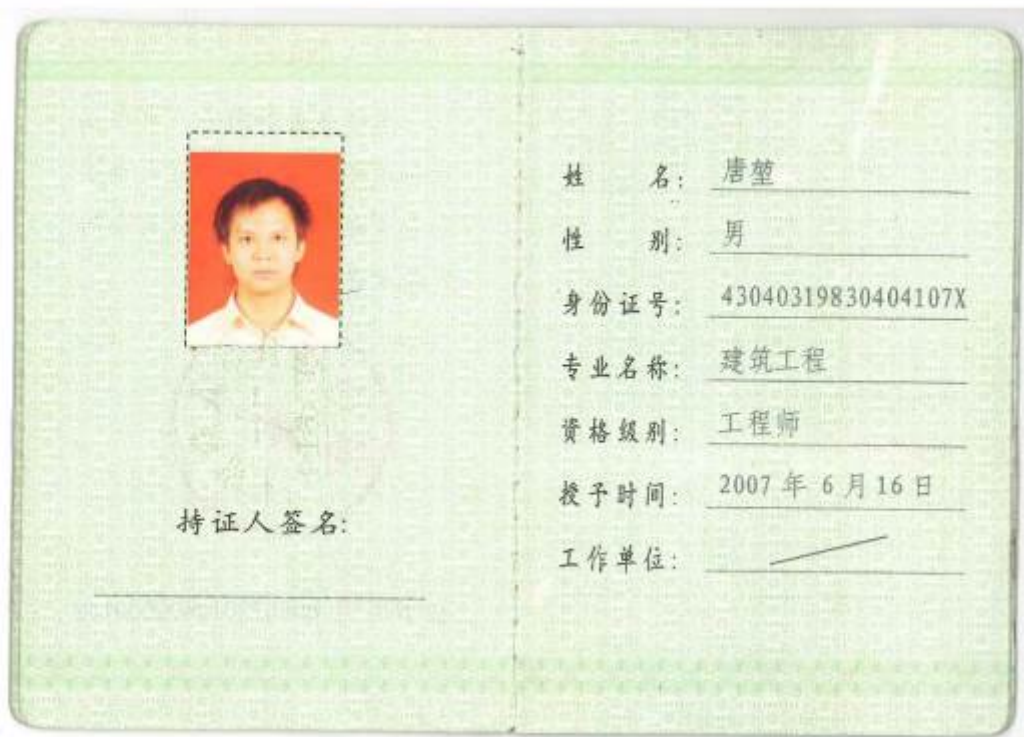 持证人签名:
姓 名: 唐堃
性 别: 男
身份证号: 43040319830404107X
专业名称: 建筑工程
资格级别: 工程师
授予时间: 2007 年 6 月 16 日
工作单位: